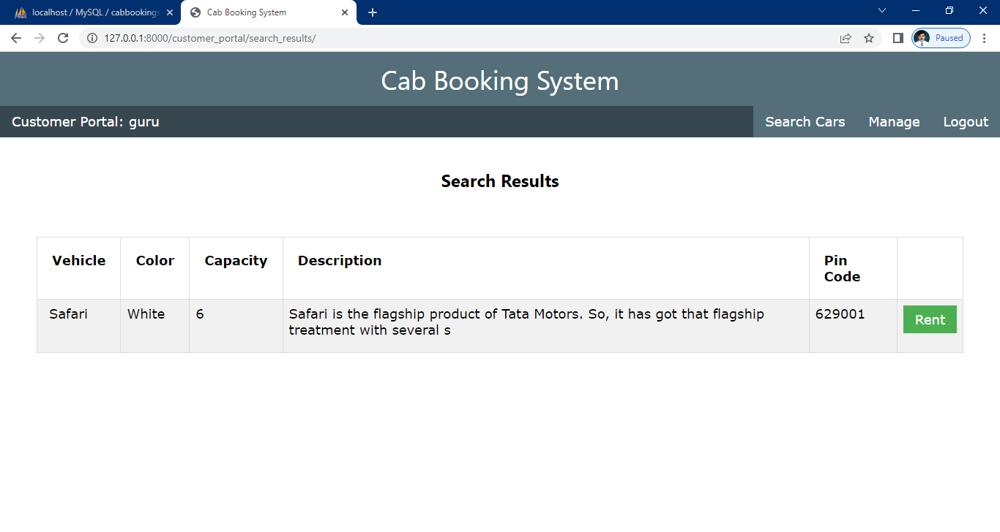 localhost / MySQL / cabbookings
Cab Booking System
127.0.0.1:8000/customer_portal/search_results/
Paused
Cab Booking System
Customer Portal: guru
Search Cars
Manage
Logout
Search Results
Vehicle
Color
Capacity
Description
Pin
Code
Safari
White
6
Safari is the flagship product of Tata Motors. So, it has got that flagship
treatment with several s
629001
Rent